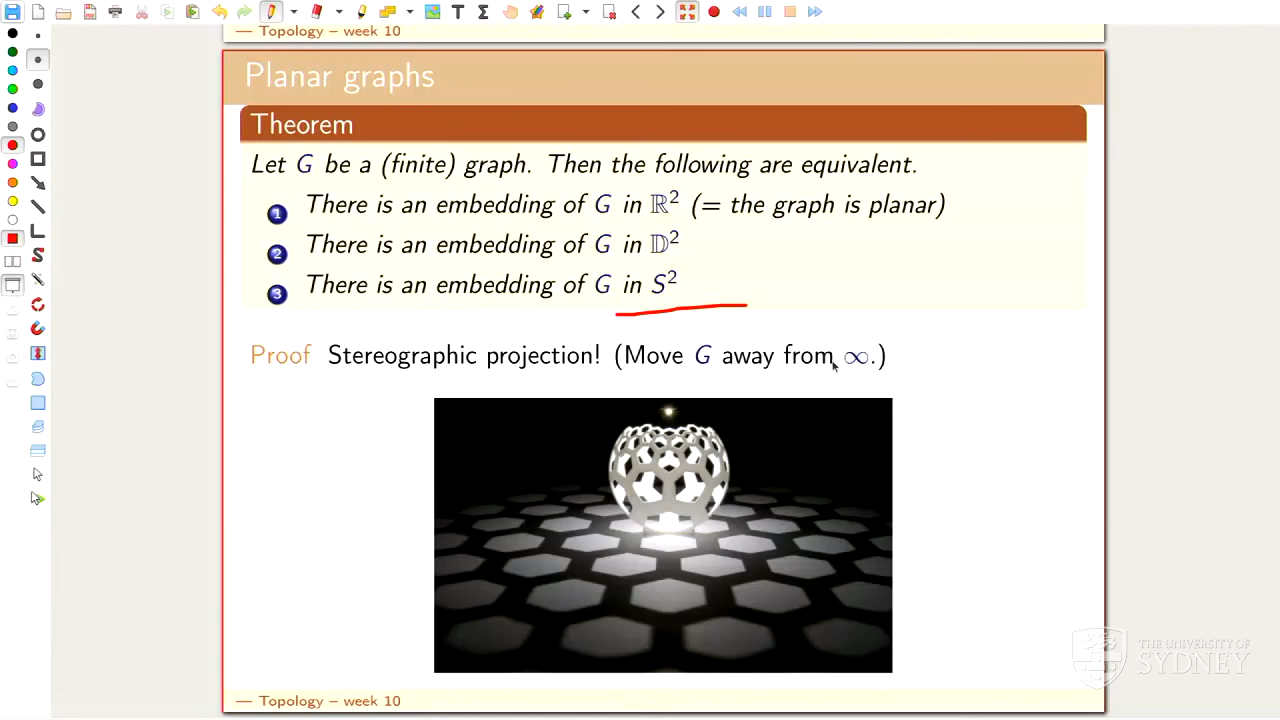 — Topology – week 10
Planar graphs
Theorem
Let G be a (finite) graph. Then the following are equivalent.
1 There is an embedding of G in ℝ² (= the graph is planar)
2 There is an embedding of G in 𝔻²
3 There is an embedding of G in S²
Proof Stereographic projection! (Move G away from ∞.)
THE UNIVERSITY OF
SYDNEY
— Topology – week 10